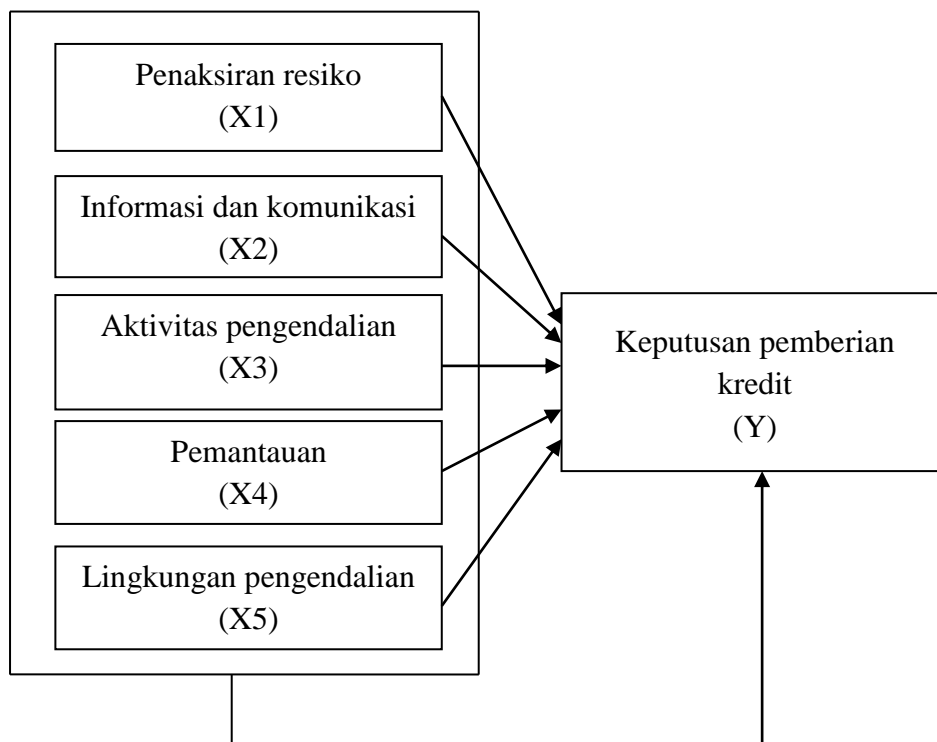 Penaksiran resiko
(X1)
Informasi dan komunikasi
(X2)
Aktivitas pengendalian
(X3)
Pemantauan
(X4)
Lingkungan pengendalian
(X5)
Keputusan pemberian
kredit
(Y)